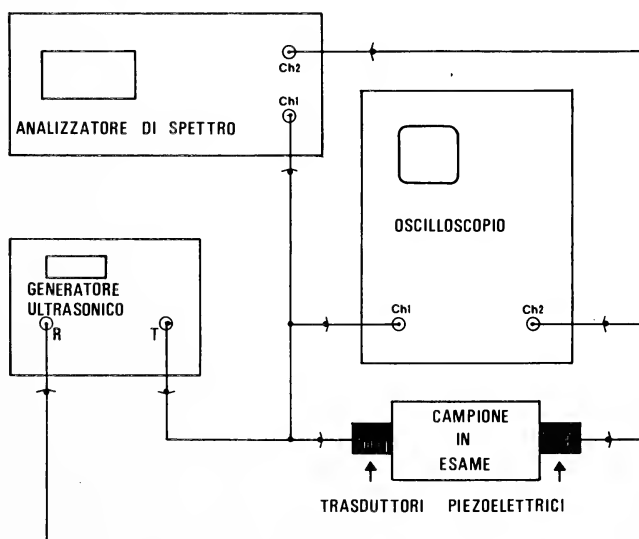 Ch2
Ch1
ANALIZZATORE DI SPETTRO
OSCILLOSCOPIO
Ch1
Ch2
GENERATORE
ULTRASONICO
R
T
CAMPIONE
IN
ESAME
TRASDUTTORI PIEZOELETTRICI